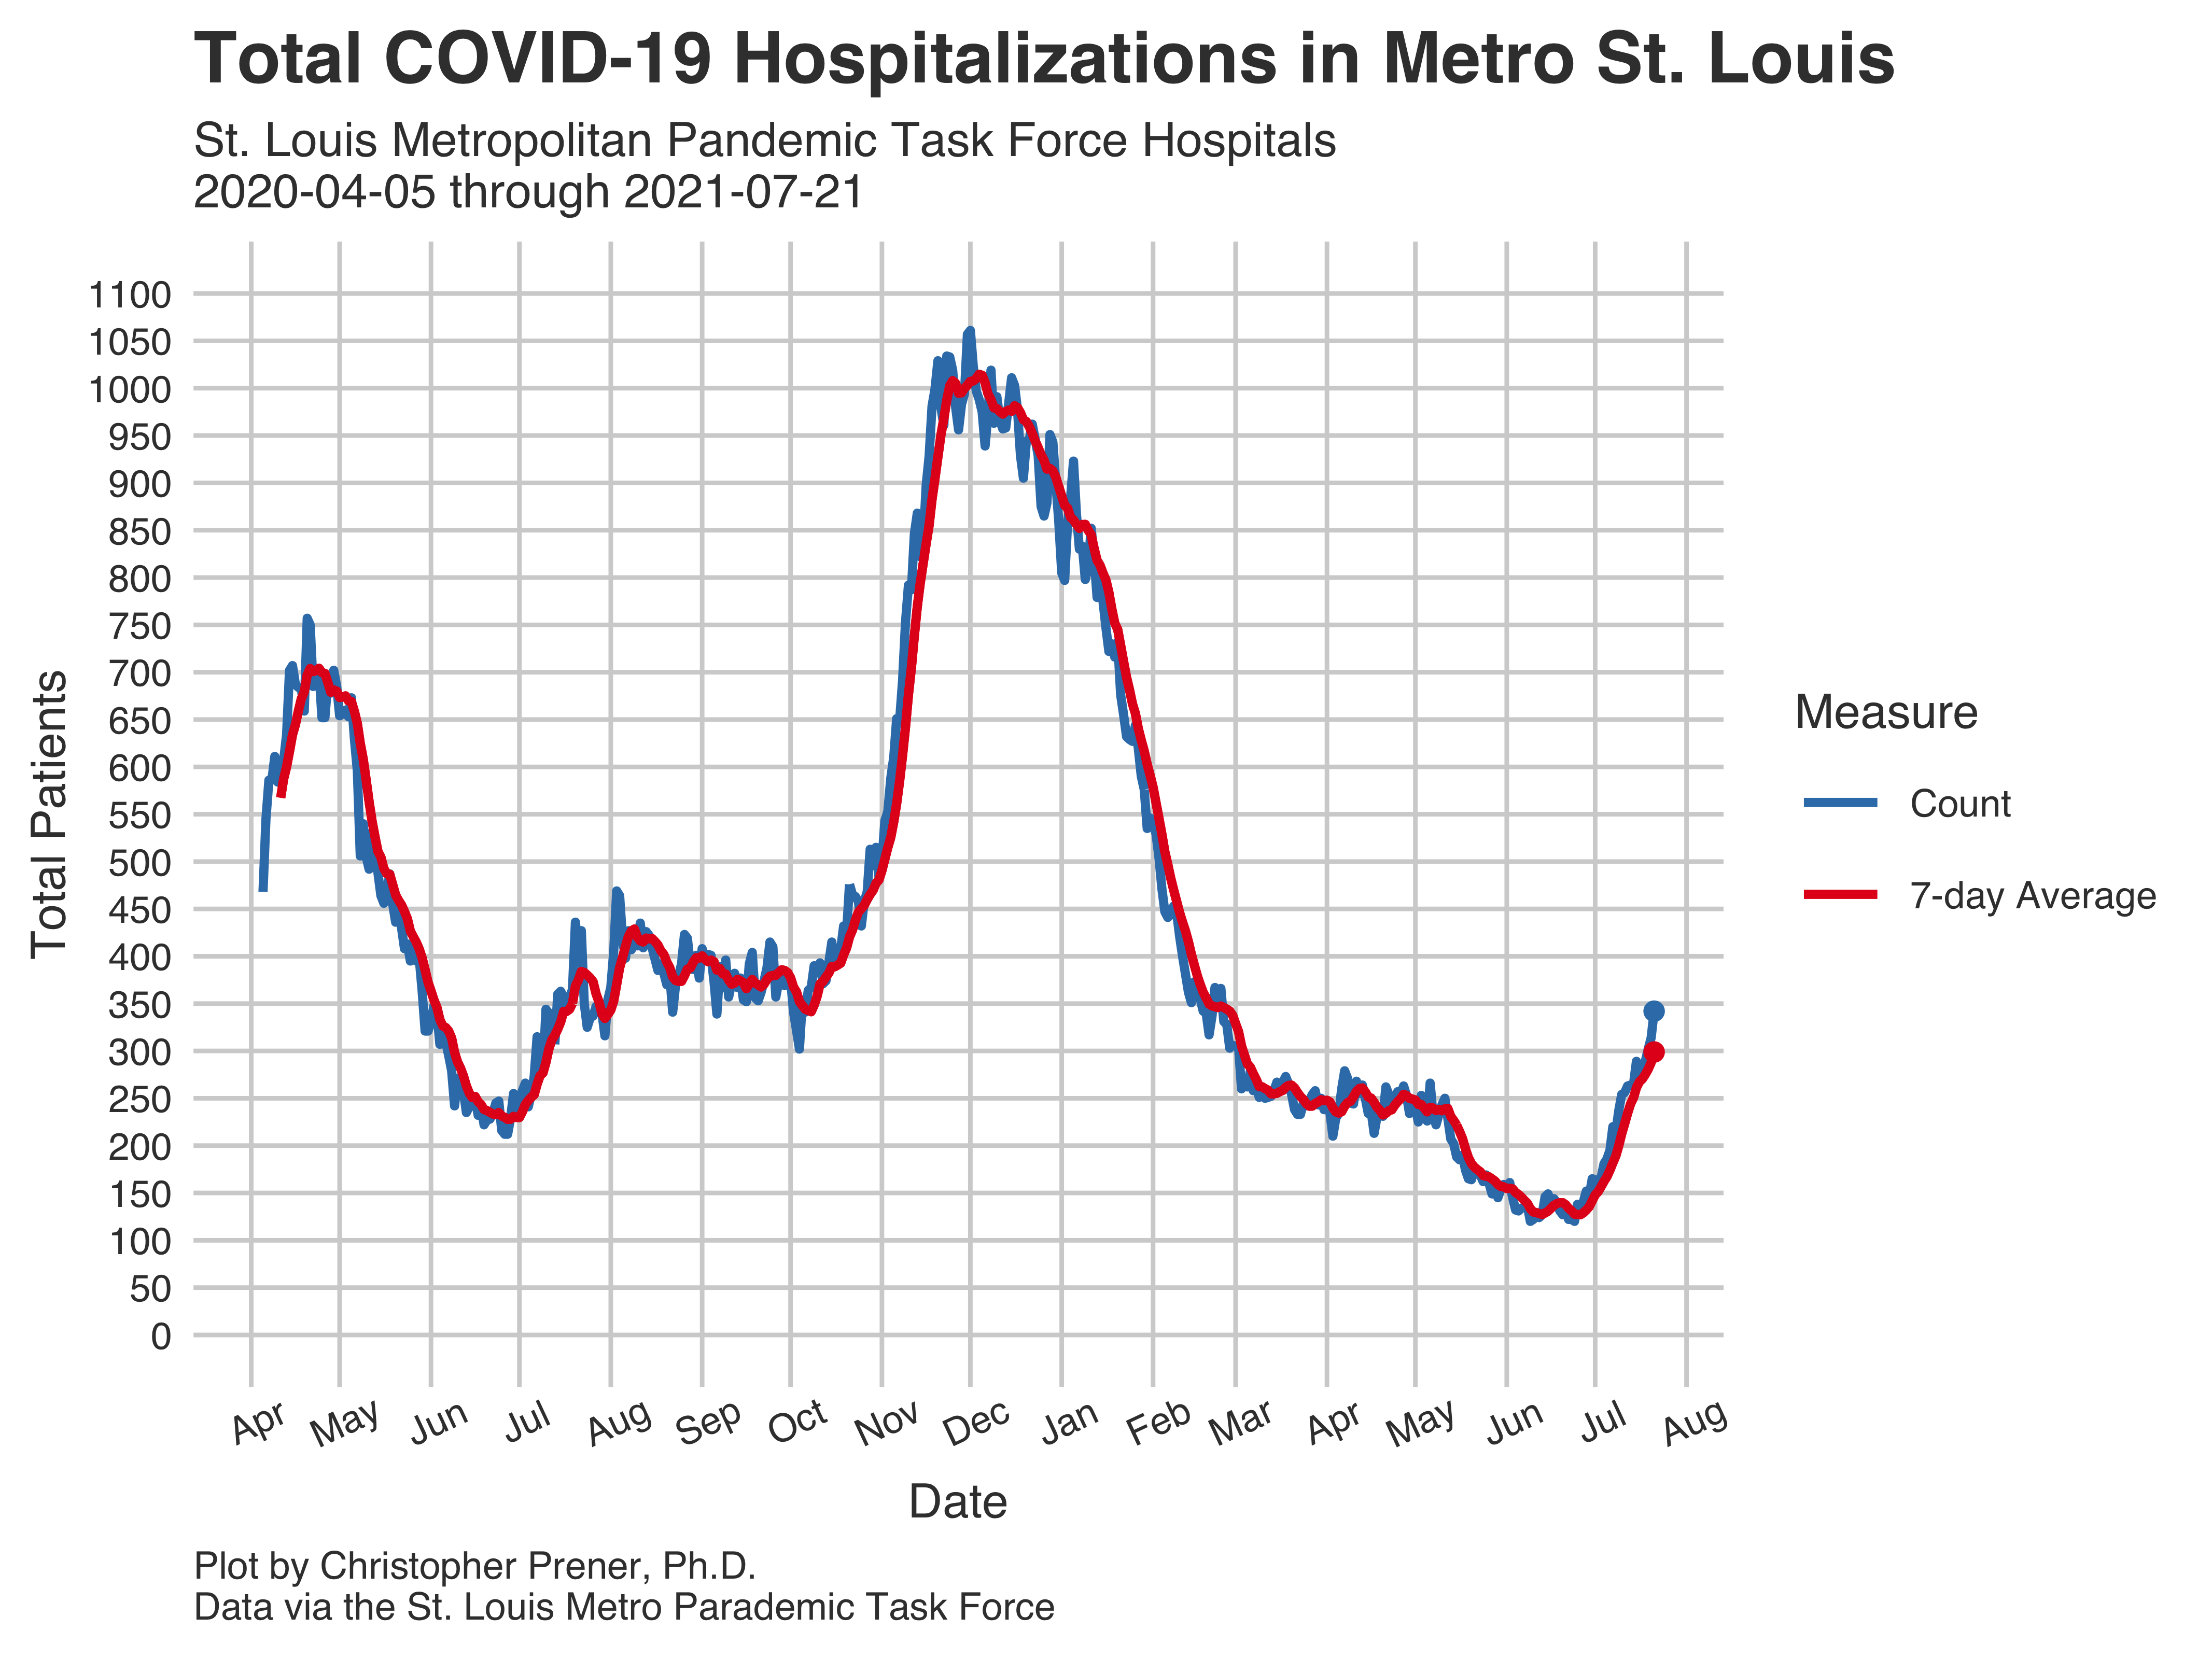 Total COVID-19 Hospitalizations in Metro St. Louis
St. Louis Metropolitan Pandemic Task Force Hospitals
2020-04-05 through 2021-07-21
1100
1050
1000
950
900
850
800
750
700
650
600
550
500
450
400
350
300
250
200
150
100
50
0
Total Patients
Apr May Jun Jul Aug Sep Oct Nov Dec Jan Feb Mar Apr May Jun Jul Aug
Date
Measure
Count
7-day Average
Plot by Christopher Prener, Ph.D.
Data via the St. Louis Metro Parademic Task Force